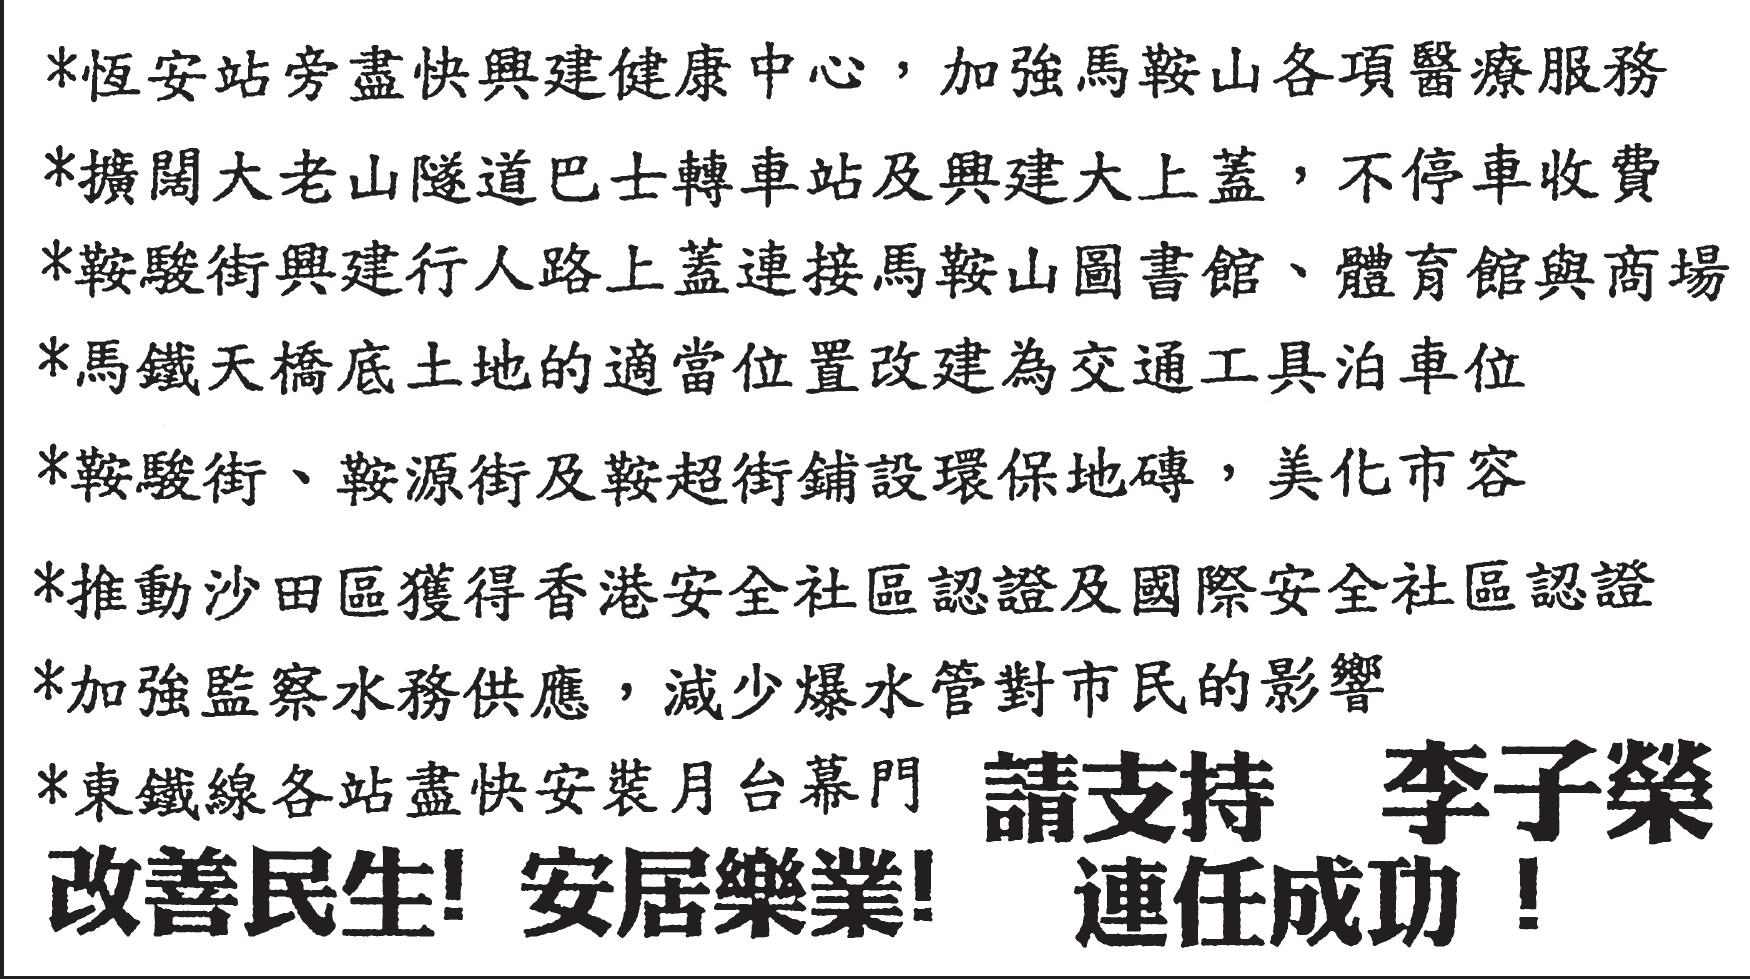 *恆安站旁盡快興建健康中心，加強馬鞍山各項醫療服務
*擴闊大老山隧道巴士轉車站及興建大上蓋，不停車收費
*鞍駿街興建行人路上蓋連接馬鞍山圖書館、體育館與商場
*馬鐵天橋底土地的適當位置改建為交通工具泊車位
*鞍駿街、鞍源街及鞍超街鋪設環保地磚，美化市容
*推動沙田區獲得香港安全社區認證及國際安全社區認證
*加強監察水務供應，減少爆水管對市民的影響
*東鐵線各站盡快安裝月台幕門
請支持 李子榮
改善民生! 安居樂業!
連任成功 !